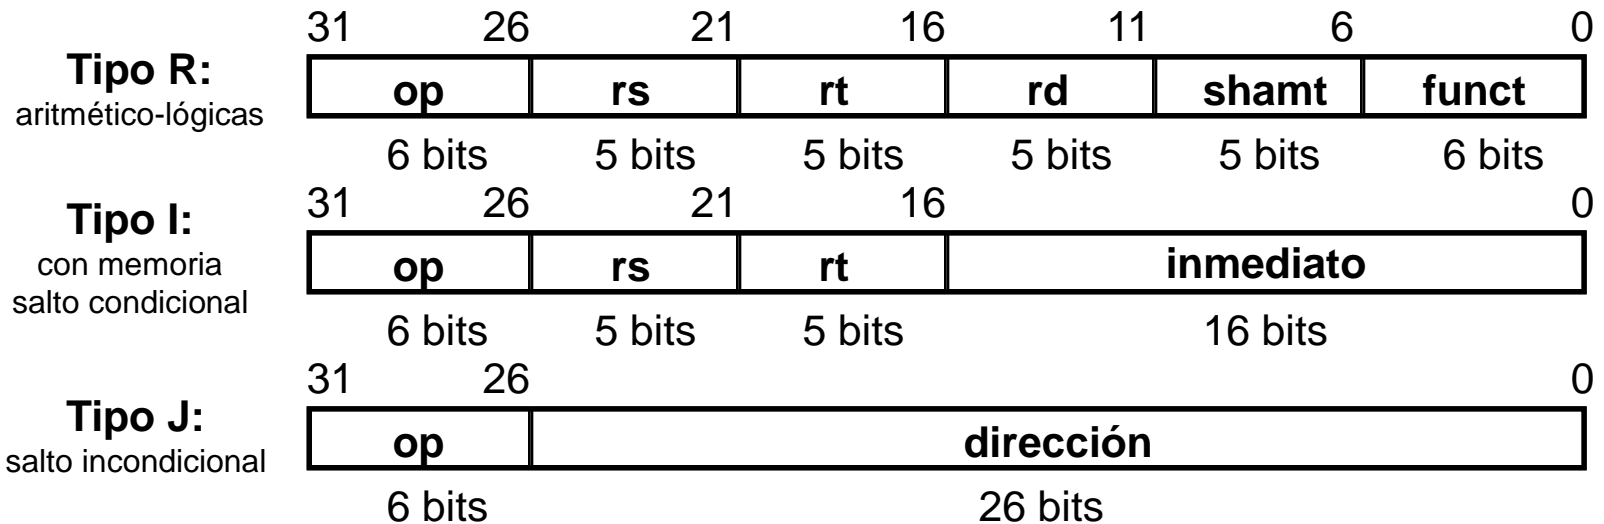 31 26 21 16 11 6 0
Tipo R:
aritmético-lógicas
op rs rt rd shamt funct
6 bits 5 bits 5 bits 5 bits 5 bits 6 bits
31 26 21 16 0
Tipo I:
con memoria
salto condicional
op rs rt inmediato
6 bits 5 bits 5 bits 16 bits
31 26 0
Tipo J:
salto incondicional
op dirección
6 bits 26 bits